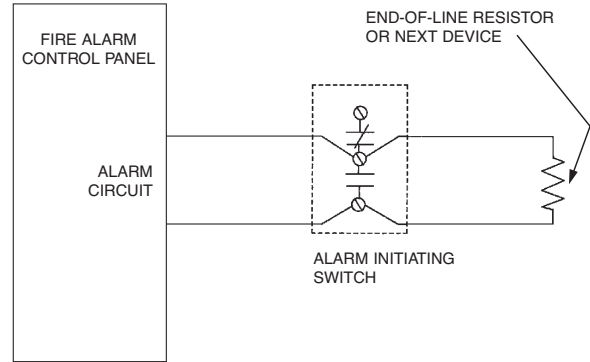 END-OF-LINE RESISTOR
OR NEXT DEVICE
FIRE ALARM
CONTROL PANEL
ALARM
CIRCUIT
ALARM INITIATING
SWITCH